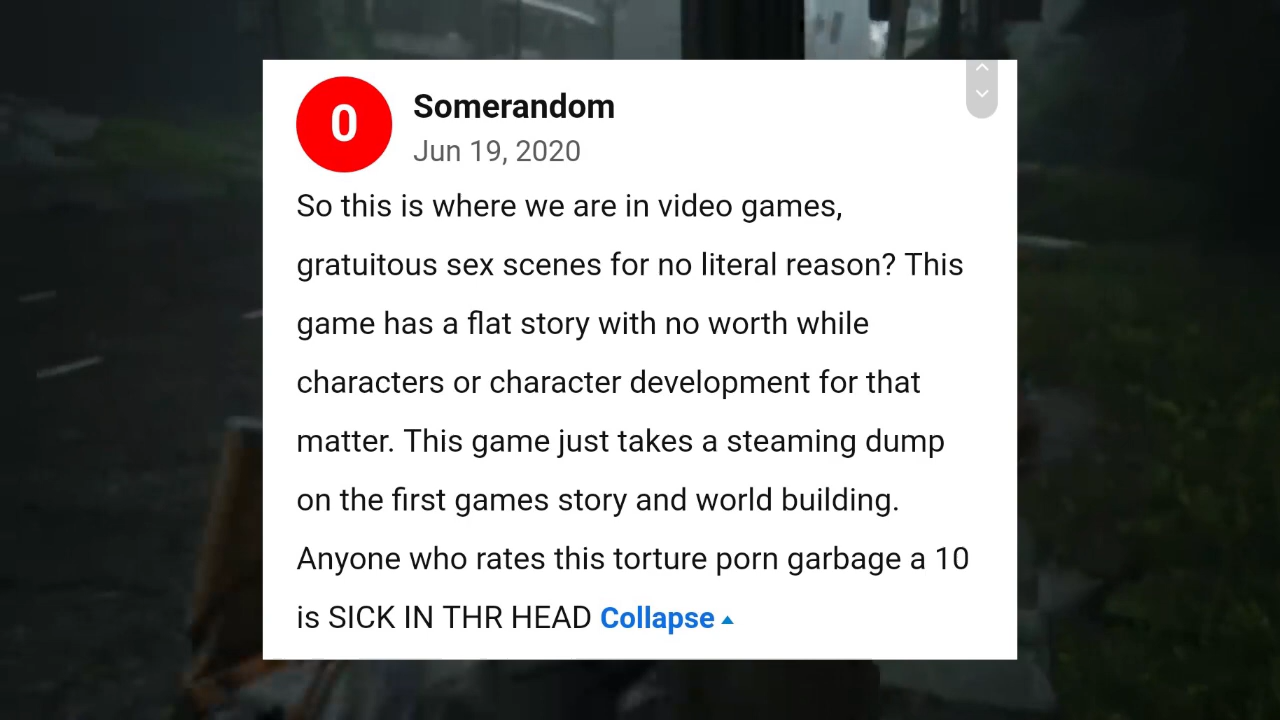 0
Somerandom
Jun 19, 2020
So this is where we are in video games,
gratuitous sex scenes for no literal reason? This
game has a flat story with no worth while
characters or character development for that
matter. This game just takes a steaming dump
on the first games story and world building.
Anyone who rates this torture porn garbage a 10
is SICK IN THR HEAD Collapse